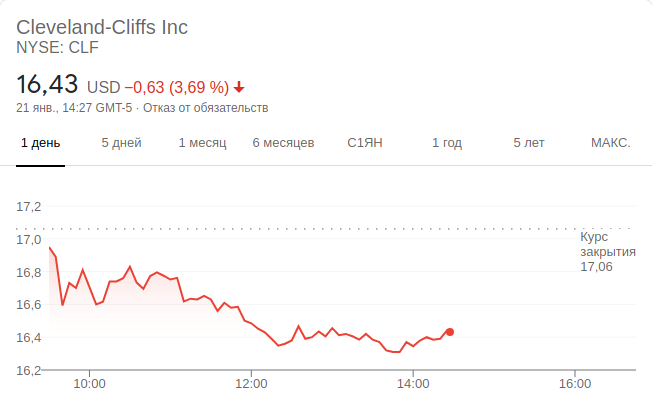 Cleveland-Cliffs Inc
NYSE: CLF
16,43 USD −0,63 (3,69 %)
21 янв., 14:27 GMT-5 · Отказ от обязательств
1 день 5 дней 1 месяц 6 месяцев С1ЯН 1 год 5 лет МАКС.
17,2
17,0
16,8
16,6
16,4
16,2
Курс
закрытия
17,06
10:00 12:00 14:00 16:00